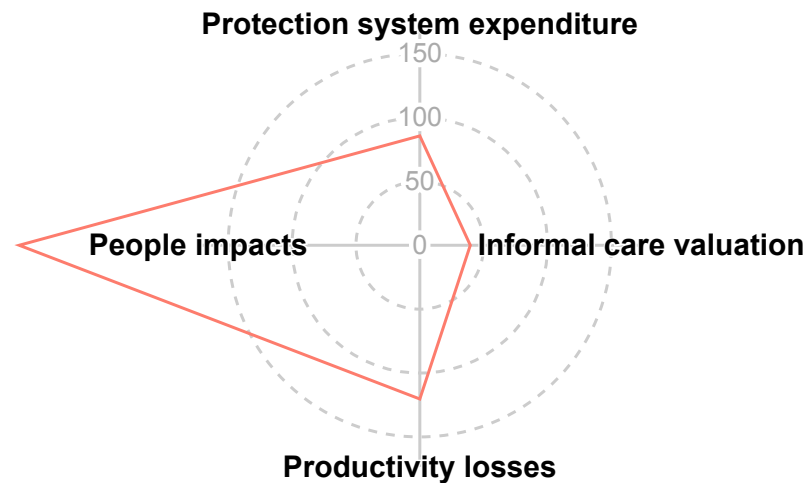 Protection system expenditure
150
100
50
People impacts 0 Informal care valuation
Productivity losses